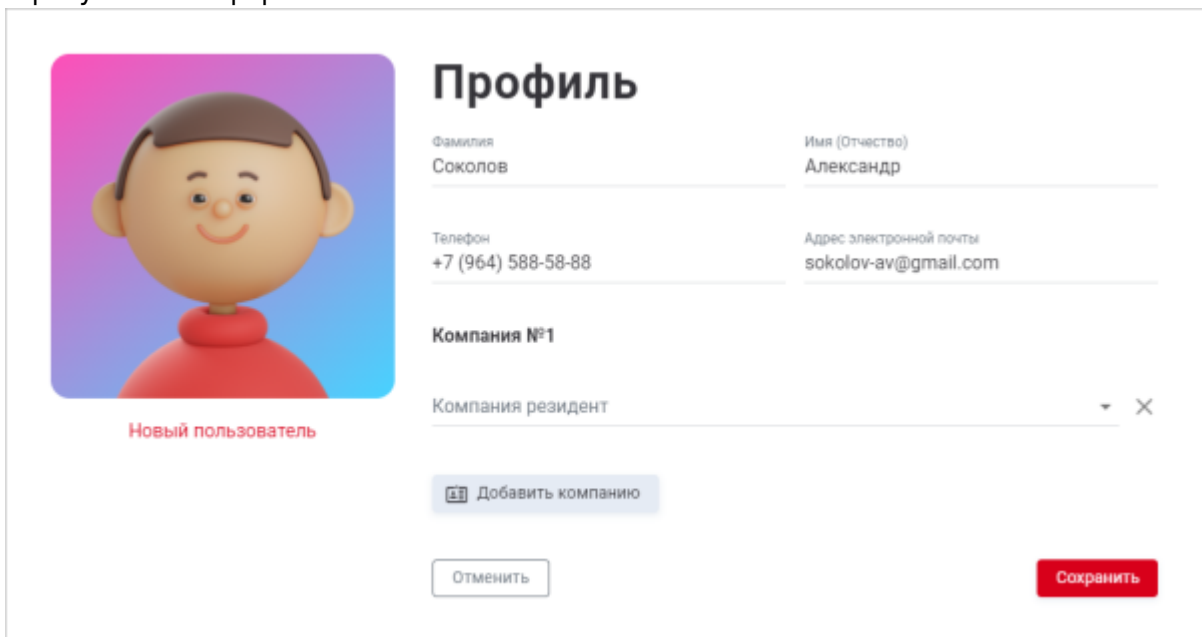 Профиль
Фамилия
Соколов
Имя (Отчество)
Александр
Телефон
+7 (964) 588-58-88
Адрес электронной почты
sokolov-av@gmail.com
Компания №1
Компания резидент
Новый пользователь
Добавить компанию
Отменить
Сохранить